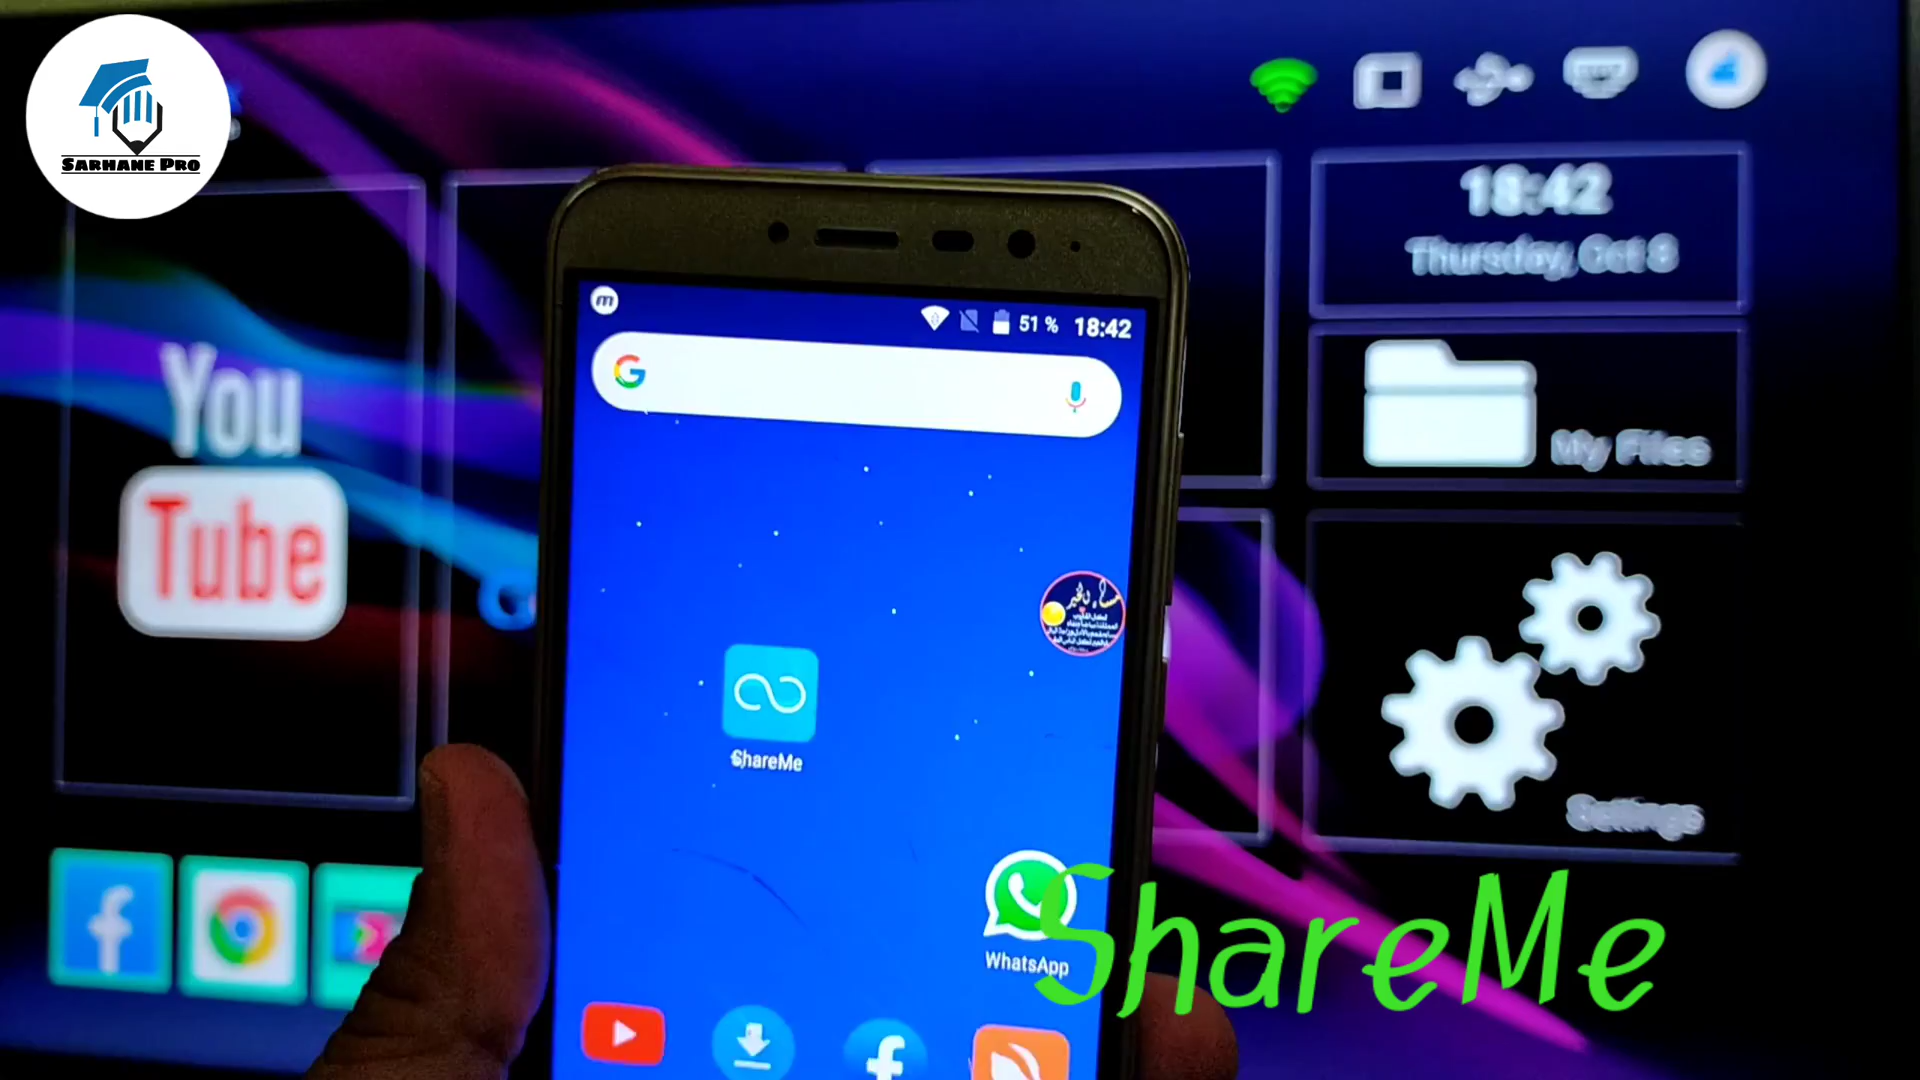 SARHANE PRO
18:42
Thursday, Oct 8
51 % 18:42
My Files
You
Tube
ShareMe
Settings
WhatsApp
ShareMe